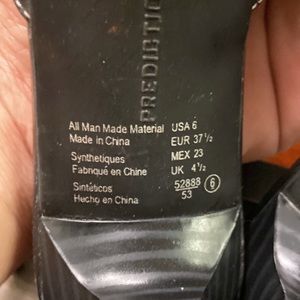 PREDICTIO
All Man Made Material USA 6
Made in China EUR 37 1/2
Synthetiques MEX 23
Fabriqué en Chine UK 4 1/2
Sintéticos 52888 6
Hecho en China 53